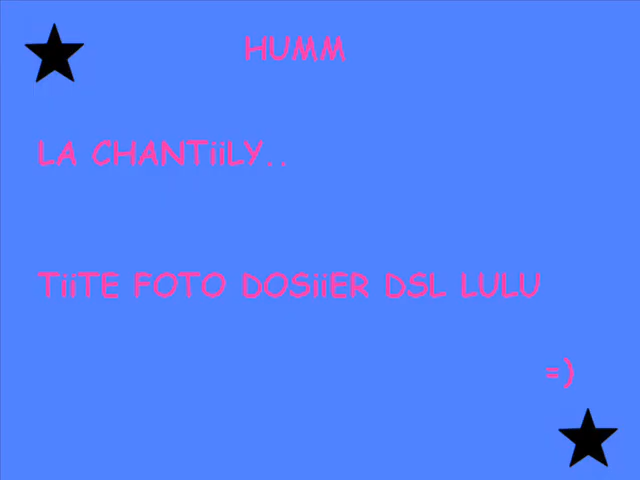 HUMM
LA CHANTiiLY..
TiiTE FOTO DOSiiER DSL LULU
=)